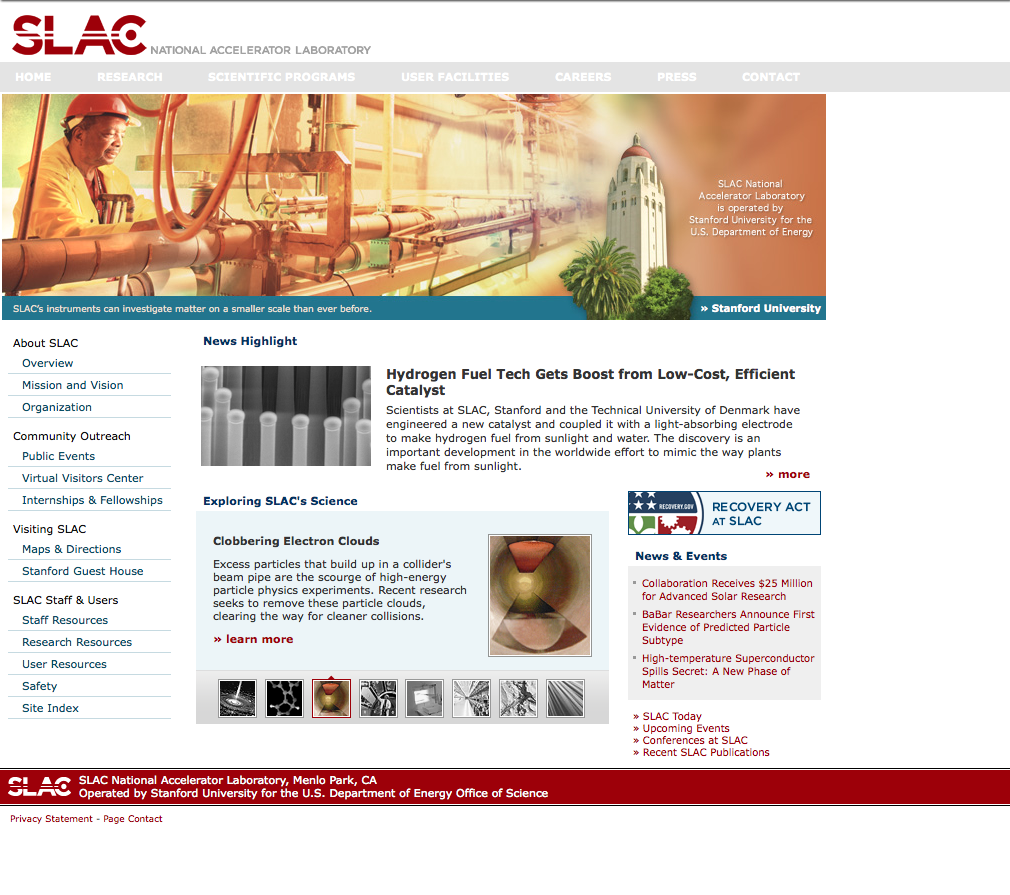 SLAC NATIONAL ACCELERATOR LABORATORY
HOME RESEARCH SCIENTIFIC PROGRAMS USER FACILITIES CAREERS PRESS CONTACT
SLAC National
Accelerator Laboratory
is operated by
Stanford University for the
U.S. Department of Energy
SLAC's instruments can investigate matter on a smaller scale than ever before.
» Stanford University
About SLAC
Overview
Mission and Vision
Organization
Community Outreach
Public Events
Virtual Visitors Center
Internships & Fellowships
Visiting SLAC
Maps & Directions
Stanford Guest House
SLAC Staff & Users
Staff Resources
Research Resources
User Resources
Safety
Site Index
News Highlight
Hydrogen Fuel Tech Gets Boost from Low-Cost, Efficient
Catalyst
Scientists at SLAC, Stanford and the Technical University of Denmark have
engineered a new catalyst and coupled it with a light-absorbing electrode
to make hydrogen fuel from sunlight and water. The discovery is an
important development in the worldwide effort to mimic the way plants
make fuel from sunlight.
» more
Exploring SLAC's Science
Clobbering Electron Clouds
Excess particles that build up in a collider's
beam pipe are the scourge of high-energy
particle physics experiments. Recent research
seeks to remove these particle clouds,
clearing the way for cleaner collisions.
» learn more
RECOVERY.GOV
RECOVERY ACT
AT SLAC
News & Events
Collaboration Receives $25 Million
for Advanced Solar Research
BaBar Researchers Announce First
Evidence of Predicted Particle
Subtype
High-temperature Superconductor
Spills Secret: A New Phase of
Matter
» SLAC Today
» Upcoming Events
» Conferences at SLAC
» Recent SLAC Publications
SLAC
SLAC National Accelerator Laboratory, Menlo Park, CA
Operated by Stanford University for the U.S. Department of Energy Office of Science
Privacy Statement - Page Contact